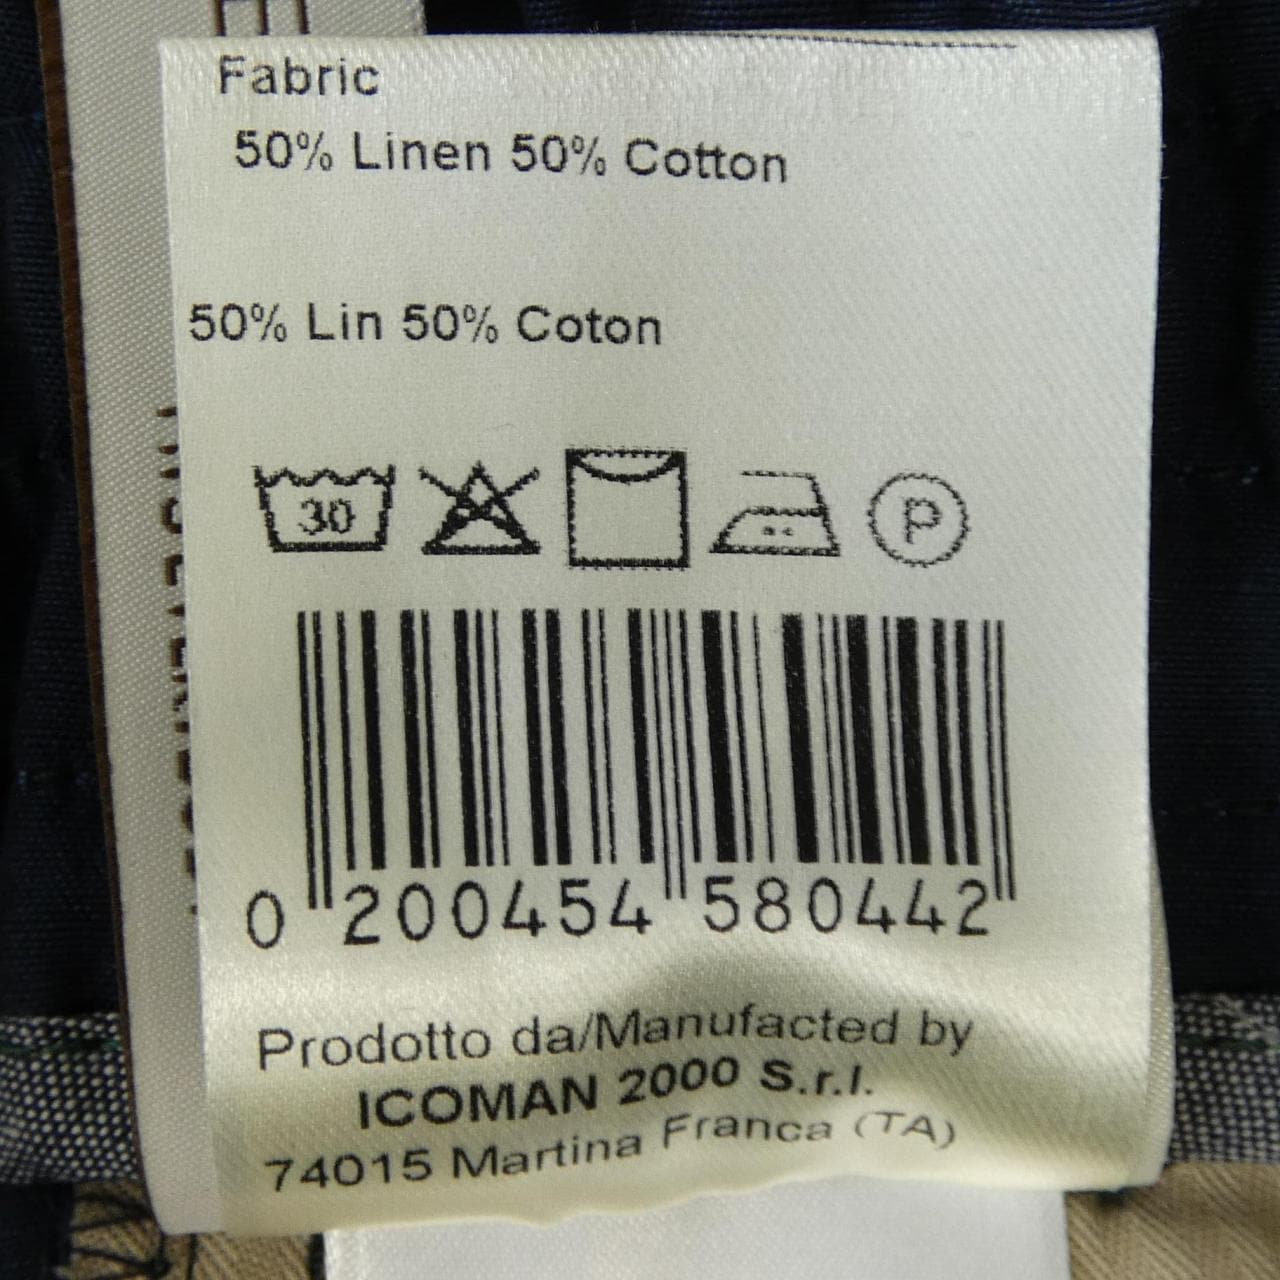 Fabric
50% Linen 50% Cotton
50% Lin 50% Coton
30
P
0 200454 580442
Prodotto da/Manufacted by
ICOMAN 2000 S.r.l.
74015 Martina Franca (TA)